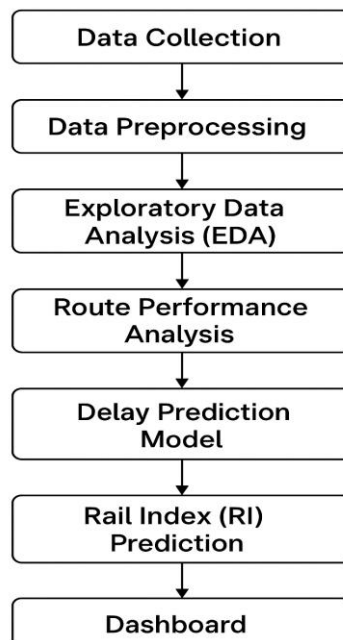 Data Collection
Data Preprocessing
Exploratory Data
Analysis (EDA)
Route Performance
Analysis
Delay Prediction
Model
Rail Index (RI)
Prediction
Dashboard